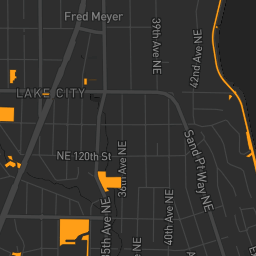 Fred Meyer
39th Ave NE
42nd Ave NE
LAKE CITY
Sand Pt Way NE
NE 120th St
36th Ave NE
40th Ave NE
35th Ave NE